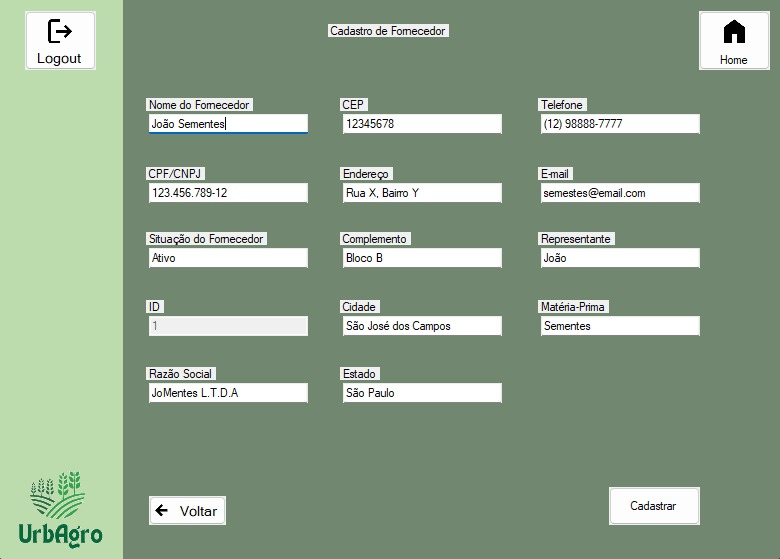 Logout
Cadastro de Fornecedor
Home
Nome do Fornecedor
CEP
Telefone
João Sementes
12345678
(12) 98888-7777
CPF/CNPJ
Endereço
E-mail
123.456.789-12
Rua X, Bairro Y
semestes@email.com
Situação do Fornecedor
Complemento
Representante
Ativo
Bloco B
João
ID
Cidade
Matéria-Prima
1
São José dos Campos
Sementes
Razão Social
Estado
JoMentes L.T.D.A
São Paulo
UrbAgro
Voltar
Cadastrar